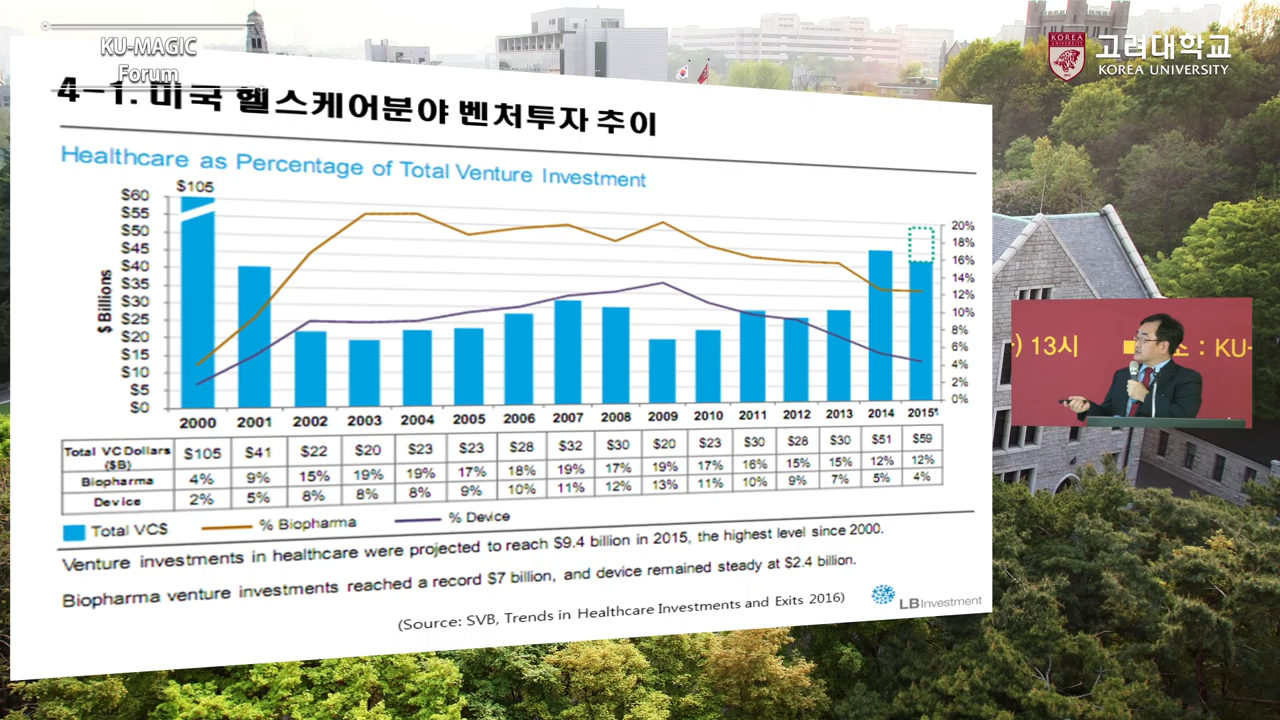 KU-MAGIC
Forum
고려대학교
KOREA UNIVERSITY
KOREA
4-1. 미국 헬스케어분야 벤처투자 추이
Healthcare as Percentage of Total Venture Investment
$105
$60
$55
$50
$45
$40
$35
$30
$25
$20
$15
$10
$5
$0
$ Billions
20%
18%
16%
14%
12%
10%
8%
6%
4%
2%
0%
2000 2001 2002 2003 2004 2005 2006 2007 2008 2009 2010 2011 2012 2013 2014 2015¹
Total VC Dollars ($B) $105 $41 $22 $20 $23 $23 $28 $32 $30 $20 $23 $30 $28 $30 $51 $59
Biopharma 4% 9% 15% 19% 19% 17% 18% 19% 17% 19% 17% 16% 15% 15% 12% 12%
Device 2% 5% 8% 8% 8% 9% 10% 11% 12% 13% 11% 10% 9% 7% 5% 4%
Total VC$ % Biopharma % Device
Venture investments in healthcare were projected to reach $9.4 billion in 2015, the highest level since 2000.
Biopharma venture investments reached a record $7 billion, and device remained steady at $2.4 billion.
(Source: SVB, Trends in Healthcare Investments and Exits 2016)
LB Investment
) 13시 ■ 소 : KU-